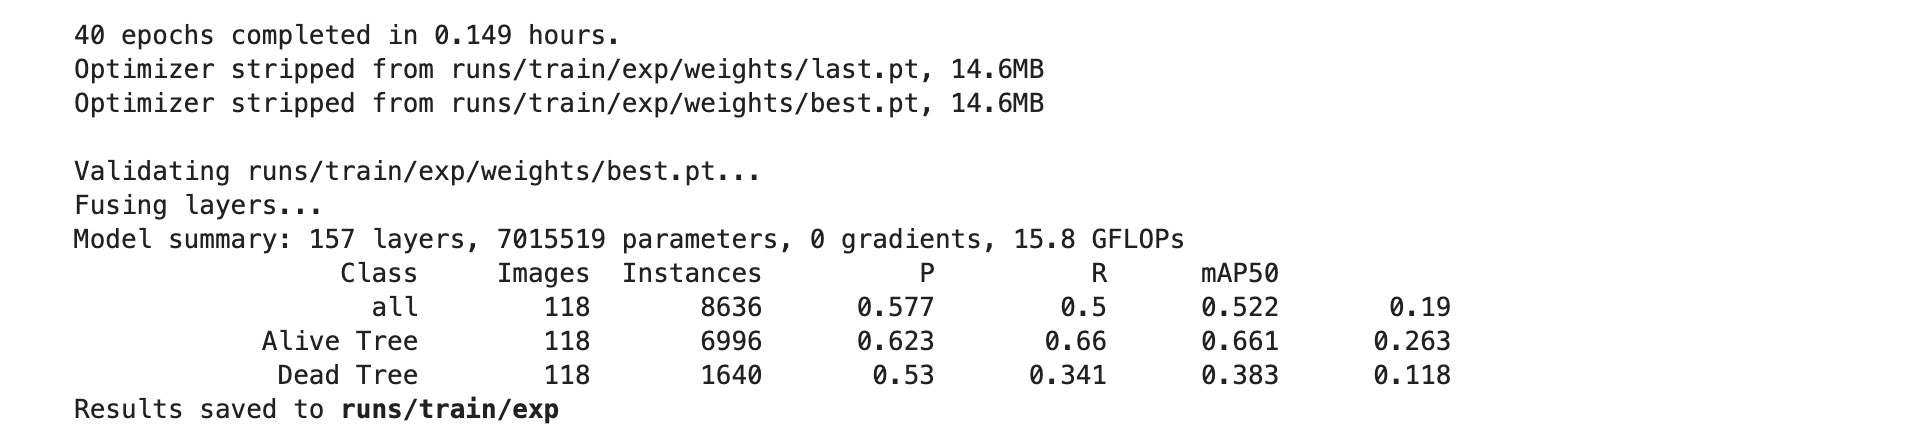 40 epochs completed in 0.149 hours.
Optimizer stripped from runs/train/exp/weights/last.pt, 14.6MB
Optimizer stripped from runs/train/exp/weights/best.pt, 14.6MB
Validating runs/train/exp/weights/best.pt...
Fusing layers...
Model summary: 157 layers, 7015519 parameters, 0 gradients, 15.8 GFLOPs
Class Images Instances P R mAP50
all 118 8636 0.577 0.5 0.522 0.19
Alive Tree 118 6996 0.623 0.66 0.661 0.263
Dead Tree 118 1640 0.53 0.341 0.383 0.118
Results saved to runs/train/exp